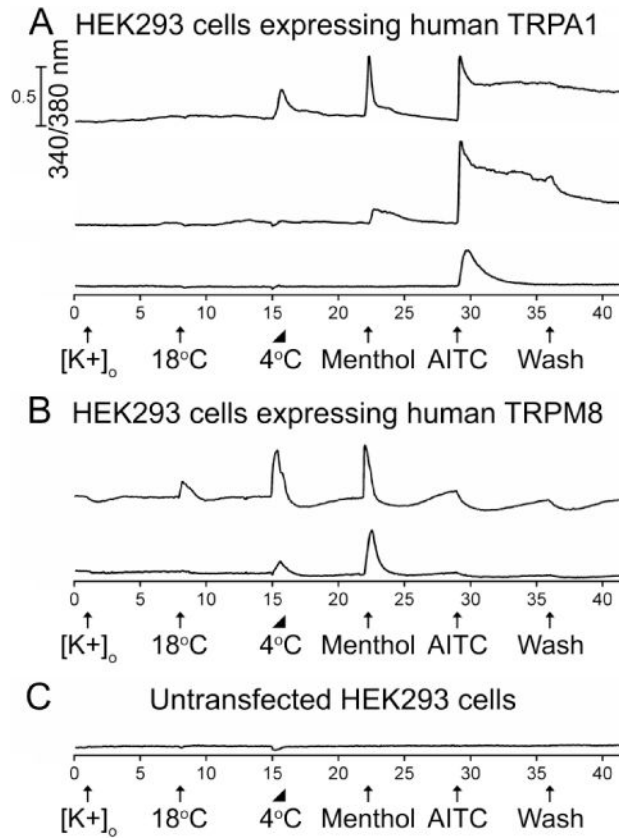 A HEK293 cells expressing human TRPA1
0.5
340/380 nm
0 5 10 15 20 25 30 35 40
[K+]o 18°C 4°C Menthol AITC Wash
B HEK293 cells expressing human TRPM8
0 5 10 15 20 25 30 35 40
[K+]o 18°C 4°C Menthol AITC Wash
C Untransfected HEK293 cells
0 5 10 15 20 25 30 35 40
[K+]o 18°C 4°C Menthol AITC Wash